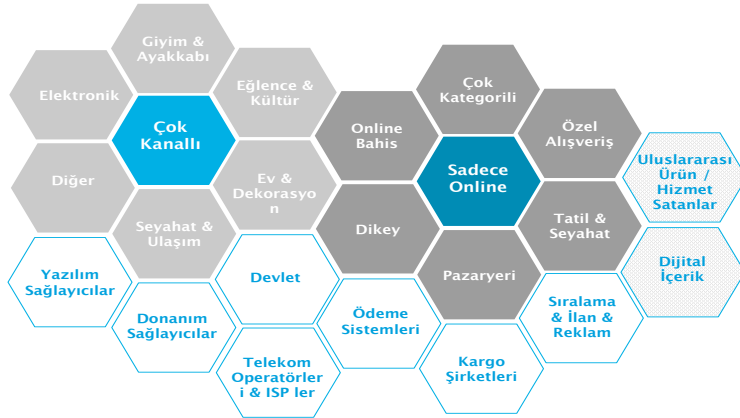 Giyim &
Ayakkabı
Elektronik
Eğlence &
Kültür
Çok
Kanallı
Diğer
Ev &
Dekorasyo
n
Seyahat &
Ulaşım
Çok
Kategorili
Online
Bahis
Özel
Alışveriş
Sadece
Online
Dikey
Tatil &
Seyahat
Pazaryeri
Uluslararası
Ürün /
Hizmet
Satanlar
Dijital
İçerik
Yazılım
Sağlayıcılar
Donanım
Sağlayıcılar
Devlet
Telekom
Operatörler
i & ISP ler
Ödeme
Sistemleri
Kargo
Şirketleri
Sıralama
& İlan &
Reklam